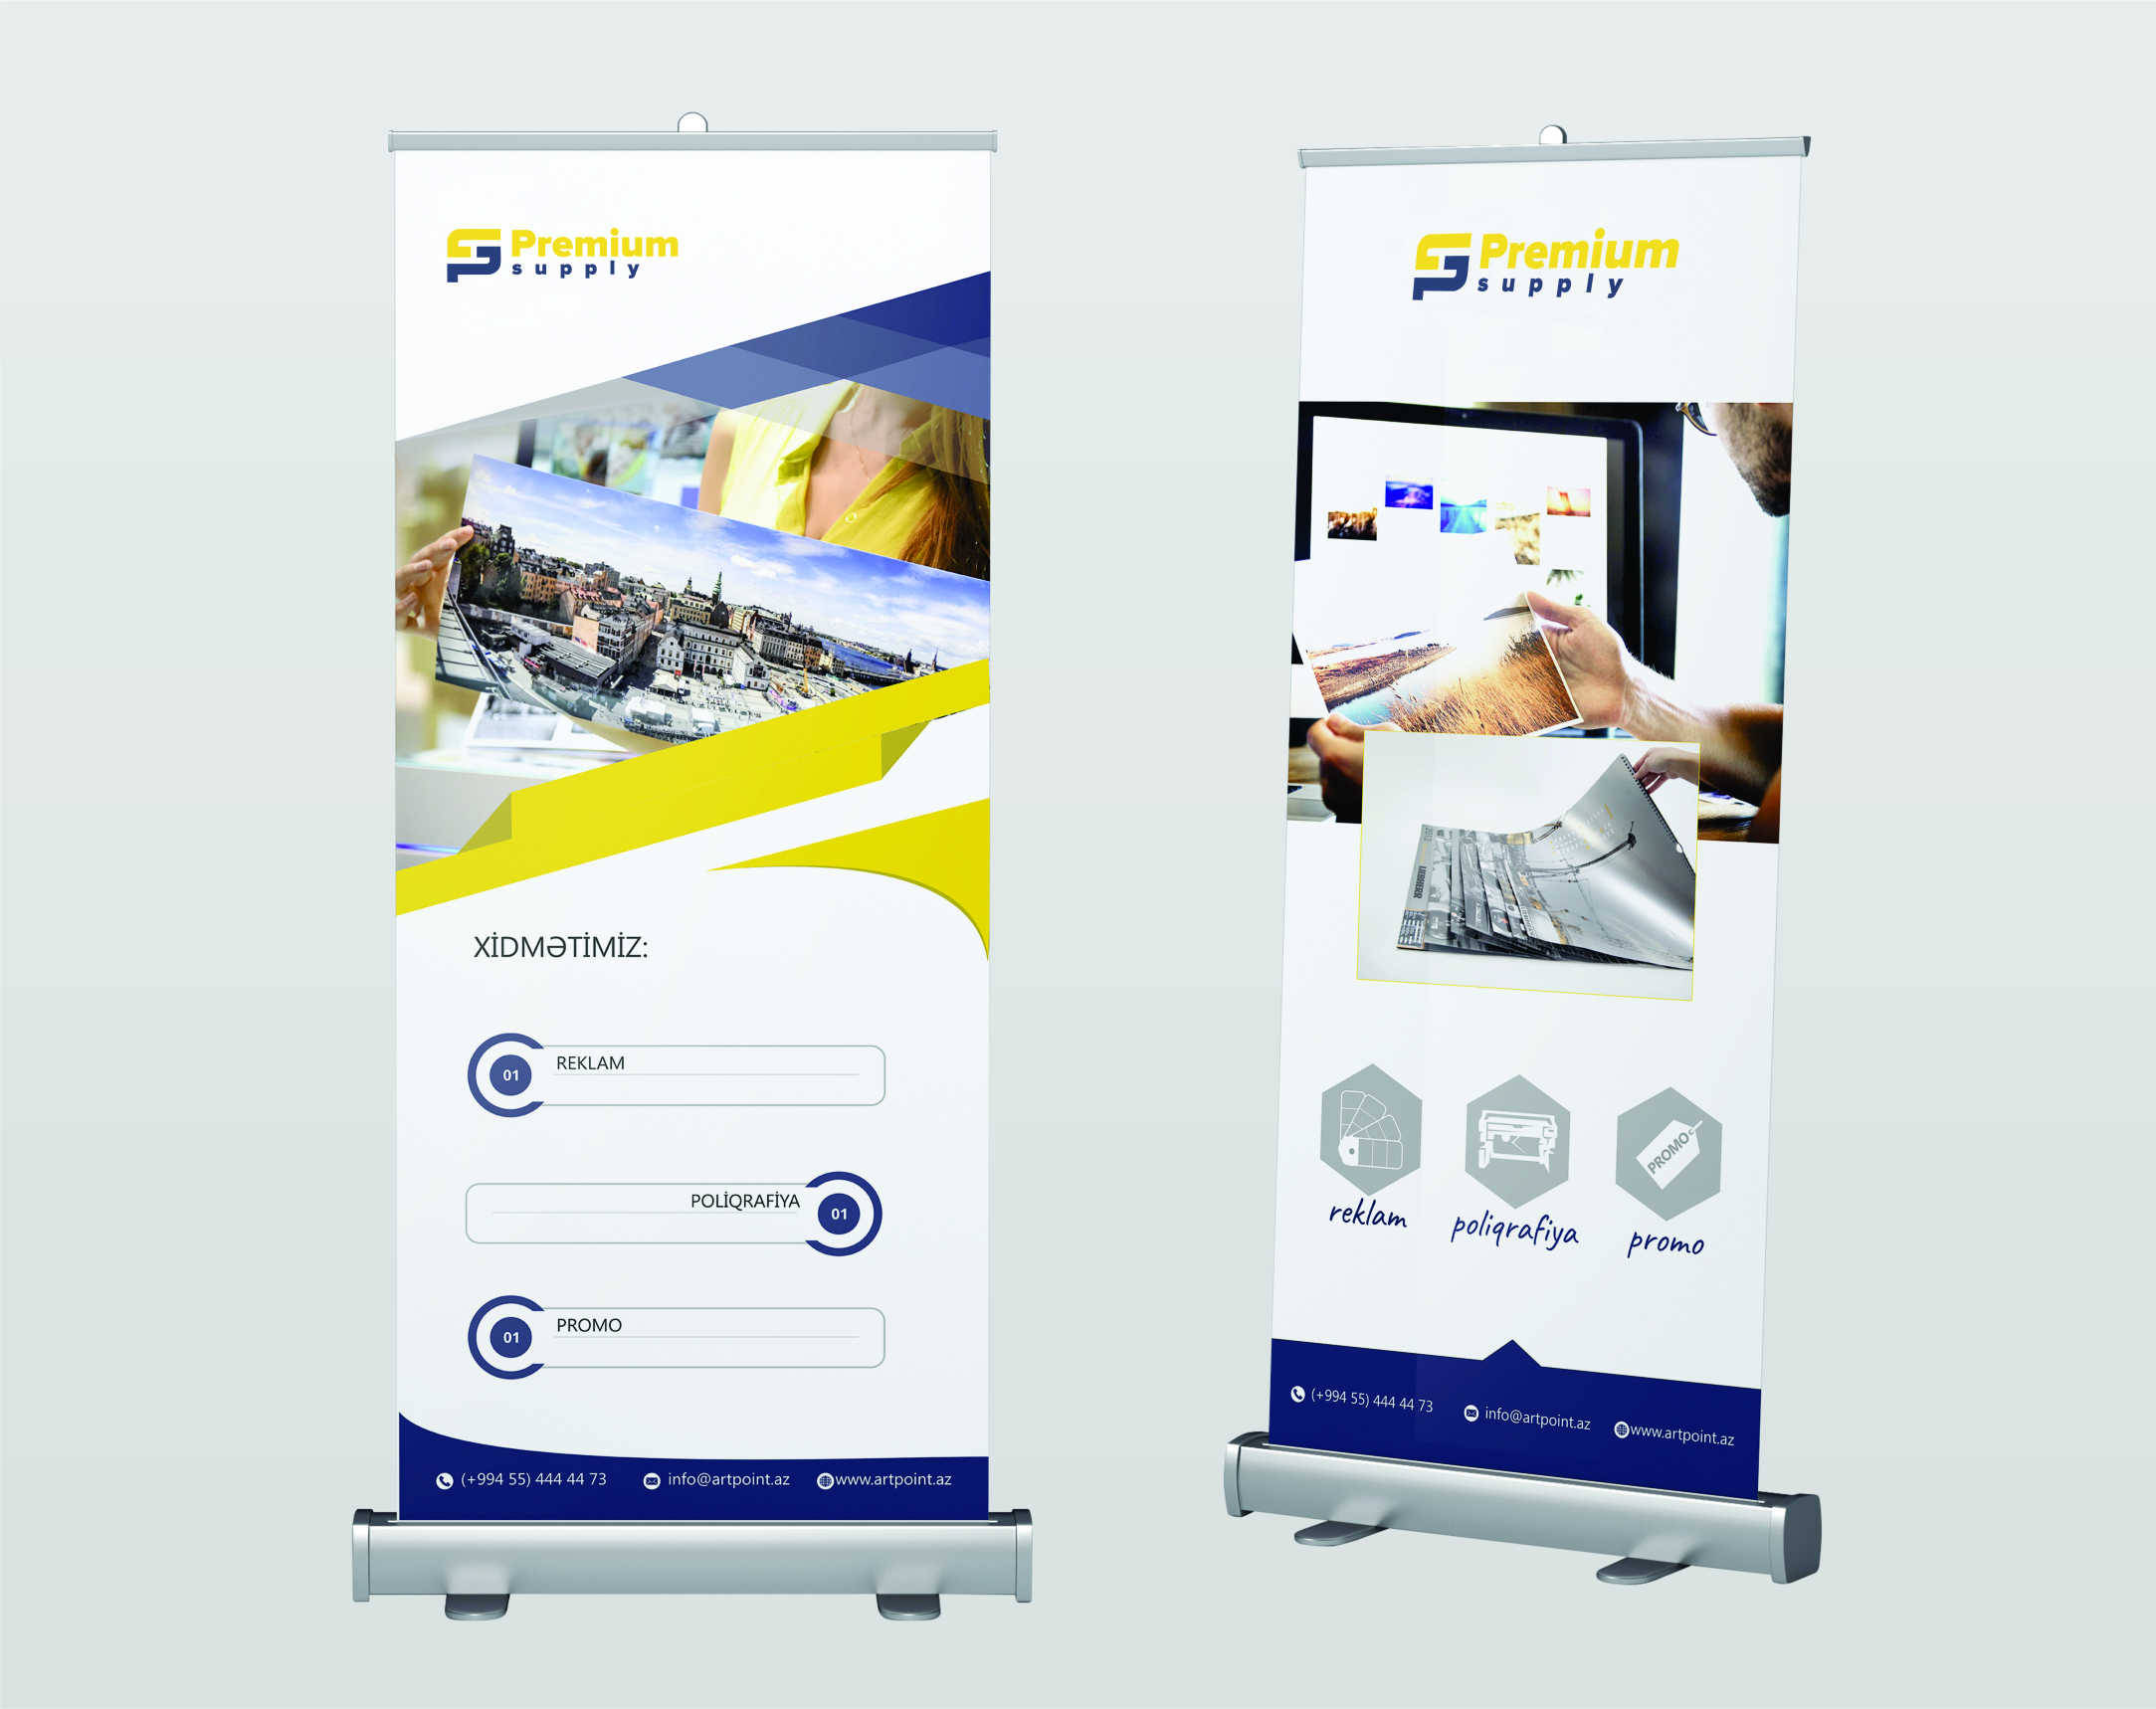 Premium
supply
XİDMƏTİMİZ:
01
REKLAM
POLİQRAFİYA
01
01
PROMO
(+994 55) 444 44 73
info@artpoint.az
www.artpoint.az
Premium
supply
LIEBHERR
PROMO
reklam
poliqrafiya
promo
(+994 55) 444 44 73
info@artpoint.az
www.artpoint.az